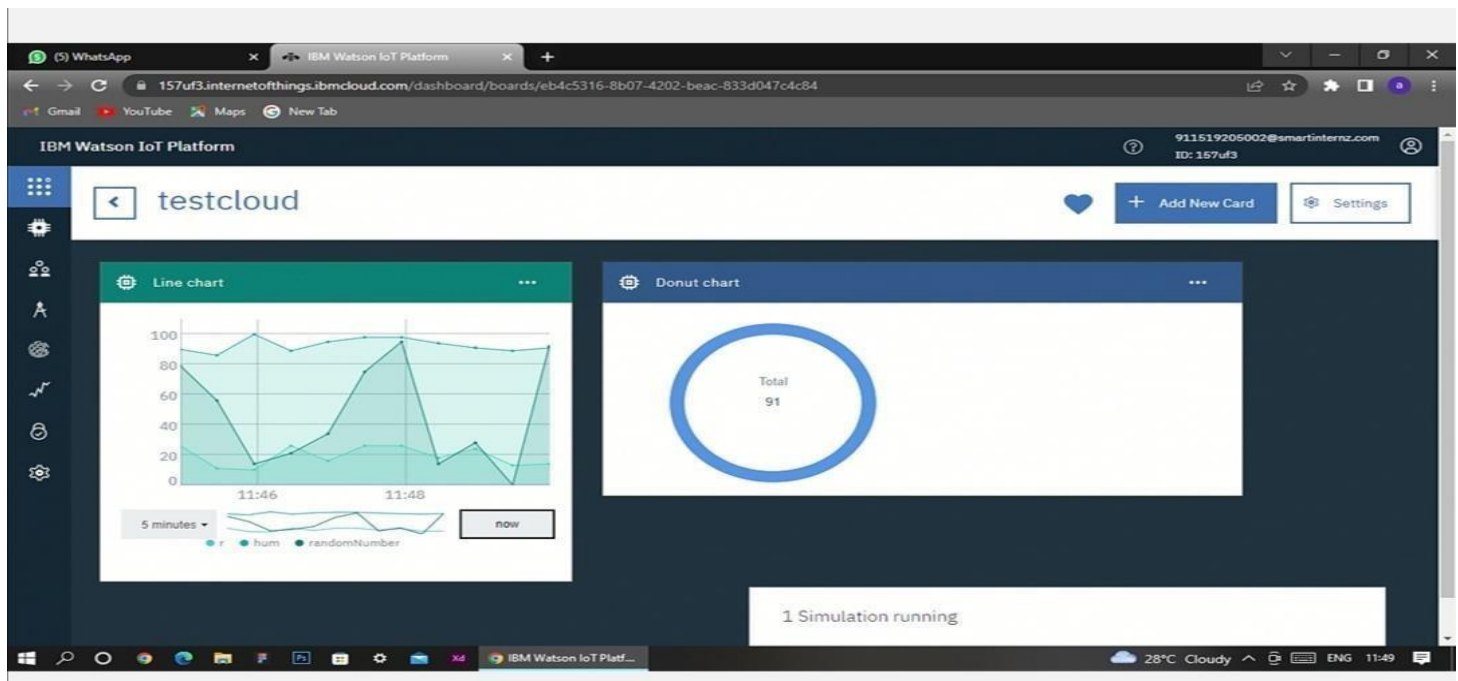 (5) WhatsApp
IBM Watson IoT Platform
157uf3.internetofthings.ibmcloud.com/dashboard/boards/eb4c5316-8b07-4202-beac-833d047c4c84
a
Gmail
YouTube
Maps
New Tab
IBM Watson IoT Platform
911519205002@smartinternz.com
ID: 157uf3
testcloud
+ Add New Card
Settings
Line chart
100
80
60
40
20
0
11:46
11:48
5 minutes
now
r
hum
randomNumber
Donut chart
Total
91
1 Simulation running
Ps
Xd
IBM Watson IoT Platf...
28°C Cloudy
ENG
11:49